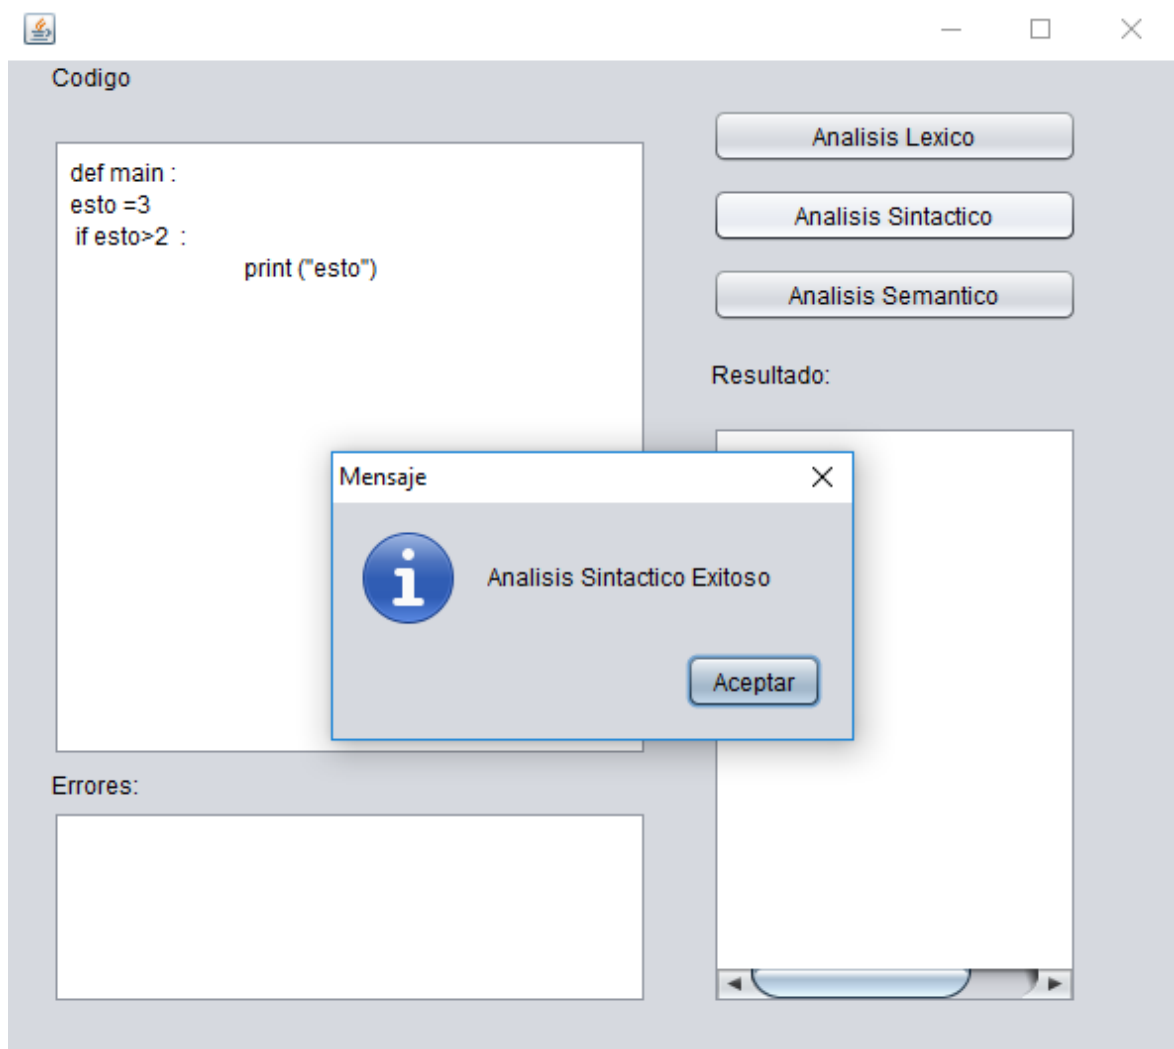 Codigo
def main :
esto =3
if esto>2  :
print ("esto")
Analisis Lexico
Analisis Sintactico
Analisis Semantico
Resultado:
Mensaje
Analisis Sintactico Exitoso
Aceptar
Errores: